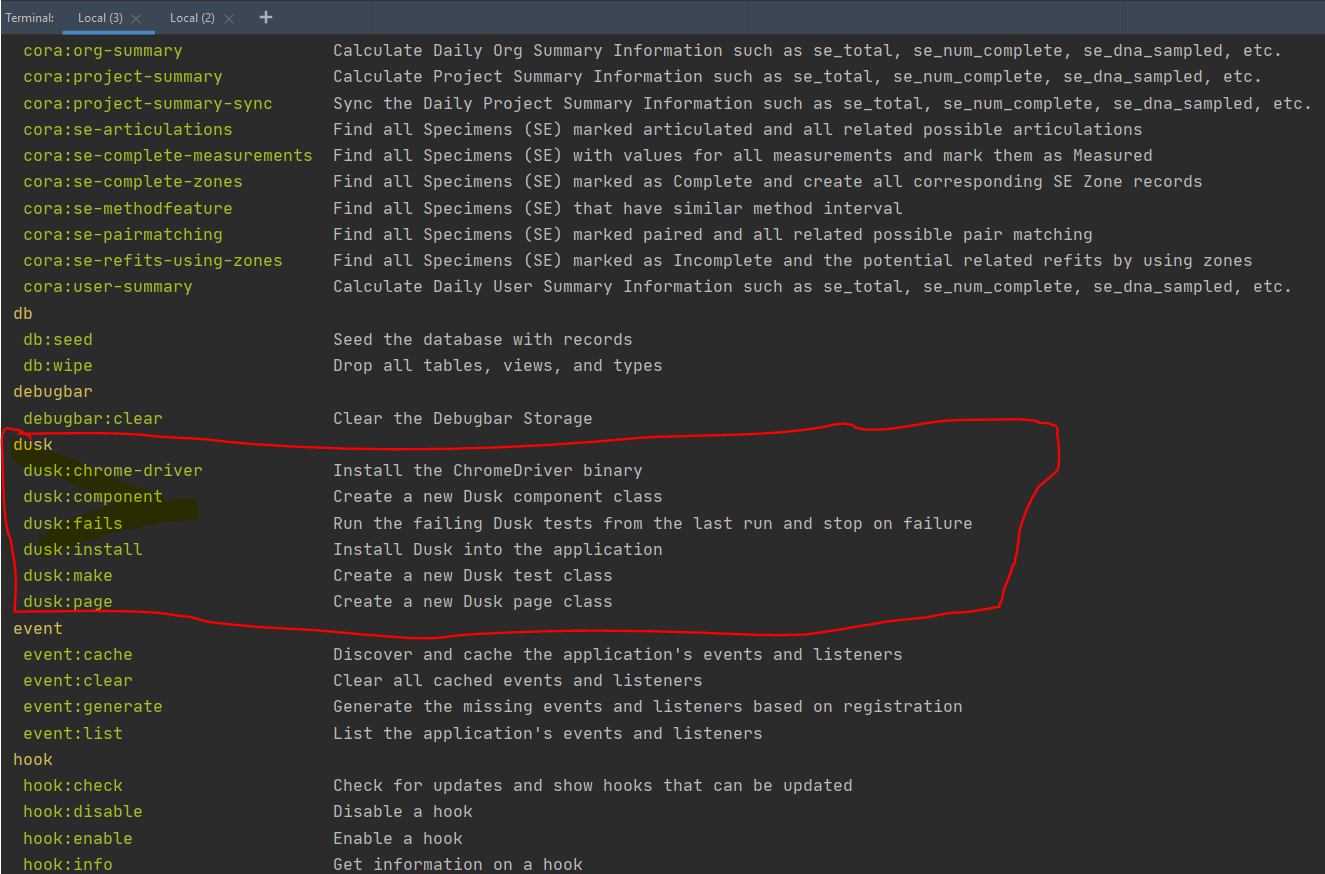 Terminal: Local (3) × Local (2) × +
cora:org-summary Calculate Daily Org Summary Information such as se_total, se_num_complete, se_dna_sampled, etc.
cora:project-summary Calculate Project Summary Information such as se_total, se_num_complete, se_dna_sampled, etc.
cora:project-summary-sync Sync the Daily Project Summary Information such as se_total, se_num_complete, se_dna_sampled, etc.
cora:se-articulations Find all Specimens (SE) marked articulated and all related possible articulations
cora:se-complete-measurements Find all Specimens (SE) with values for all measurements and mark them as Measured
cora:se-complete-zones Find all Specimens (SE) marked as Complete and create all corresponding SE Zone records
cora:se-methodfeature Find all Specimens (SE) that have similar method interval
cora:se-pairmatching Find all Specimens (SE) marked paired and all related possible pair matching
cora:se-refits-using-zones Find all Specimens (SE) marked as Incomplete and the potential related refits by using zones
cora:user-summary Calculate Daily User Summary Information such as se_total, se_num_complete, se_dna_sampled, etc.
db
db:seed Seed the database with records
db:wipe Drop all tables, views, and types
debugbar
debugbar:clear Clear the Debugbar Storage
dusk
dusk:chrome-driver Install the ChromeDriver binary
dusk:component Create a new Dusk component class
dusk:fails Run the failing Dusk tests from the last run and stop on failure
dusk:install Install Dusk into the application
dusk:make Create a new Dusk test class
dusk:page Create a new Dusk page class
event
event:cache Discover and cache the application's events and listeners
event:clear Clear all cached events and listeners
event:generate Generate the missing events and listeners based on registration
event:list List the application's events and listeners
hook
hook:check Check for updates and show hooks that can be updated
hook:disable Disable a hook
hook:enable Enable a hook
hook:info Get information on a hook